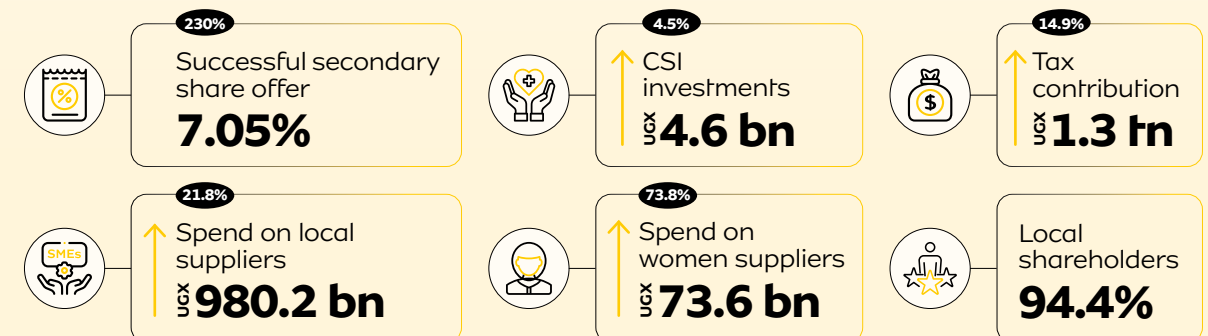 230%
Successful secondary
share offer
7.05%
4.5%
CSI
investments
UGX 4.6 bn
14.9%
Tax
contribution
UGX 1.3 tn
$
21.8%
Spend on local
suppliers
UGX 980.2 bn
SMEs
73.8%
Spend on
women suppliers
UGX 73.6 bn
Local
shareholders
94.4%
%